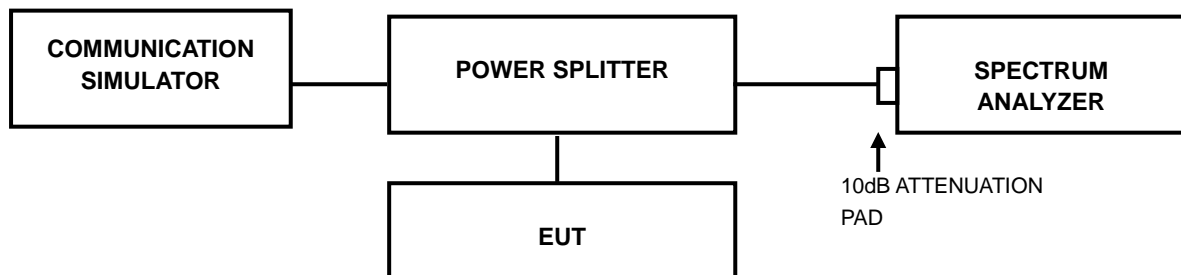 COMMUNICATION
SIMULATOR
POWER SPLITTER
SPECTRUM
ANALYZER
10dB ATTENUATION
PAD
EUT